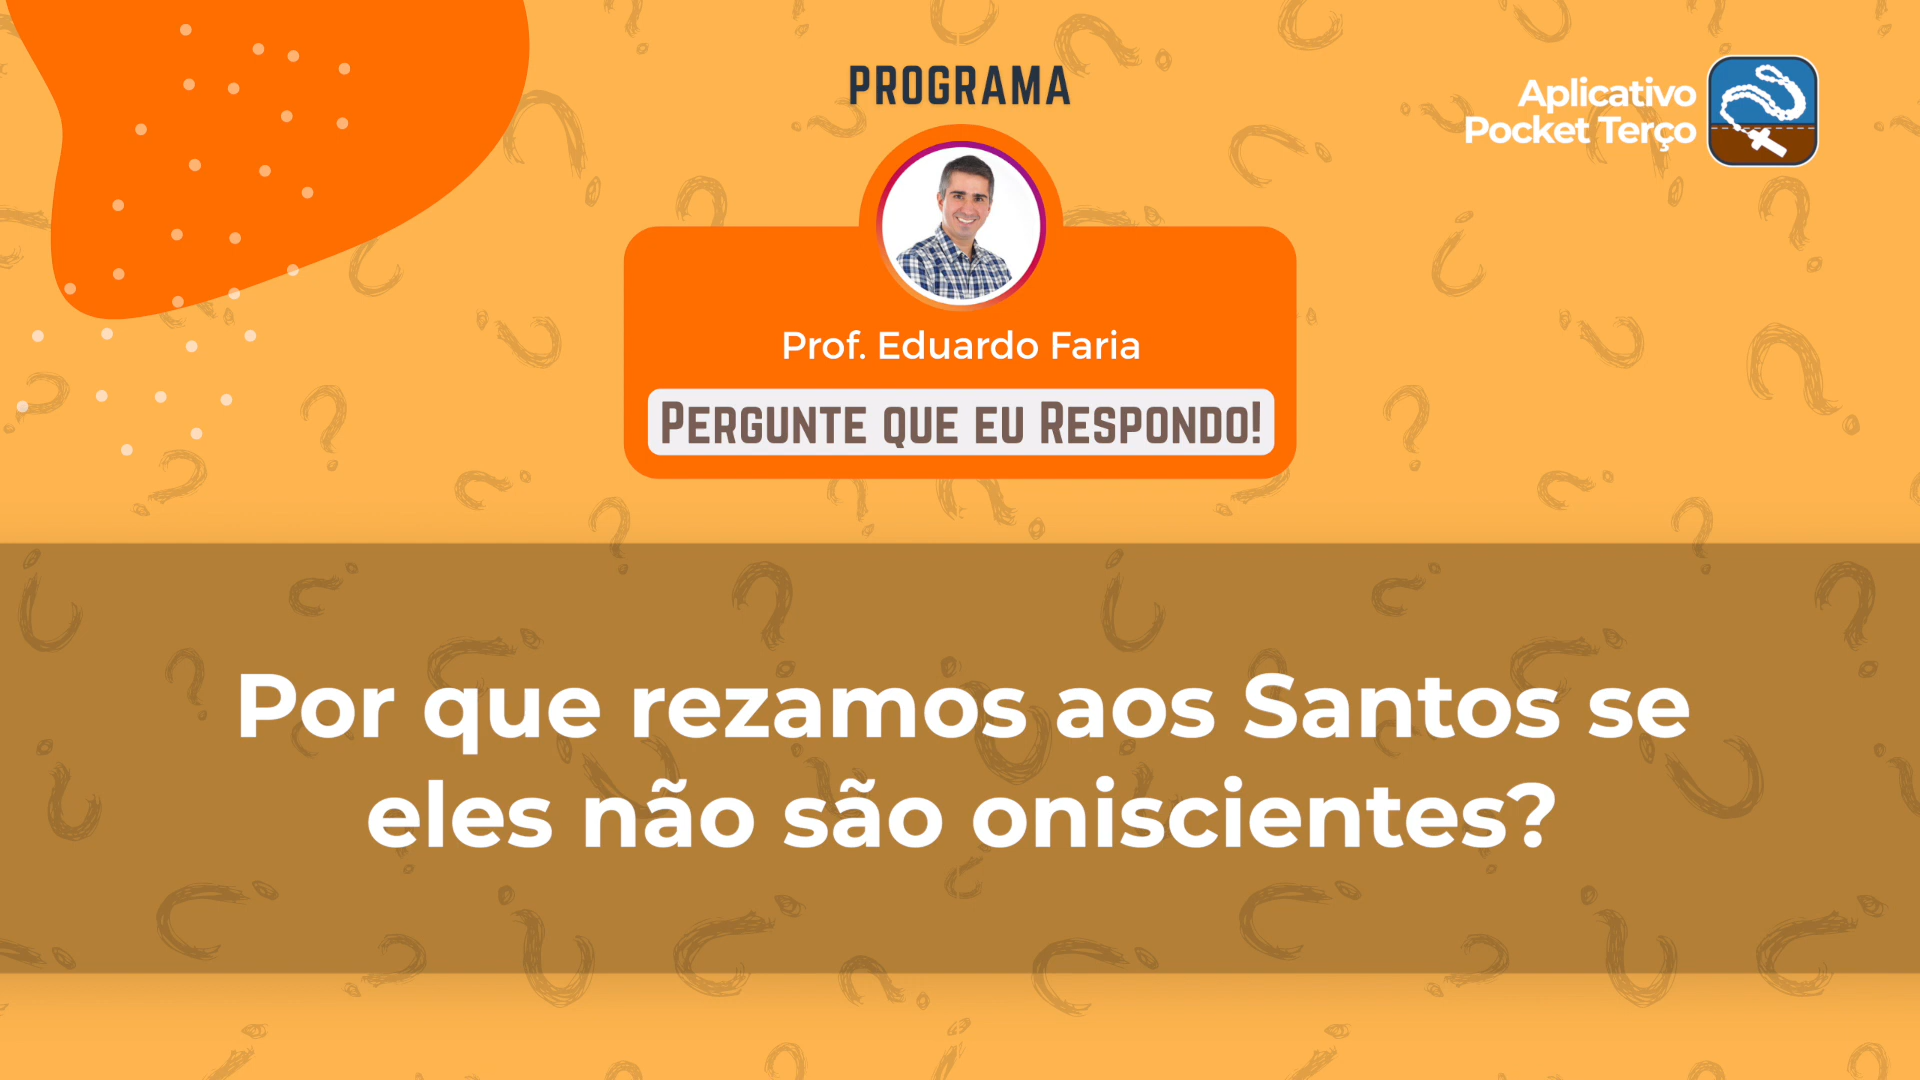 PROGRAMA
Aplicativo
Pocket Terço
Prof. Eduardo Faria
PERGUNTE QUE EU RESPONDO!
Por que rezamos aos Santos se
eles não são oniscientes?